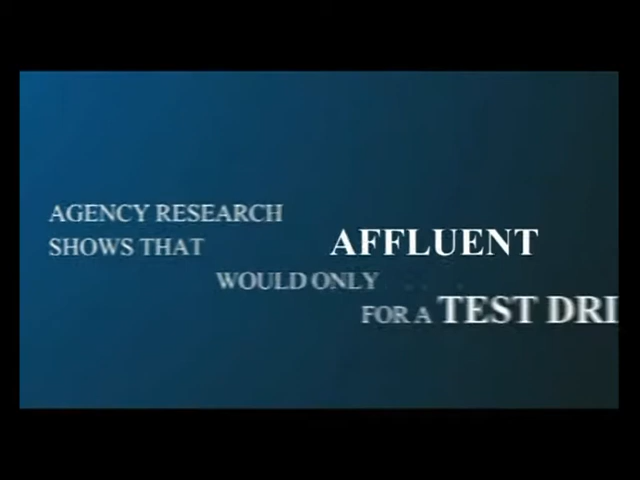 AGENCY RESEARCH
SHOWS THAT AFFLUENT
WOULD ONLY
FOR A TEST DRI